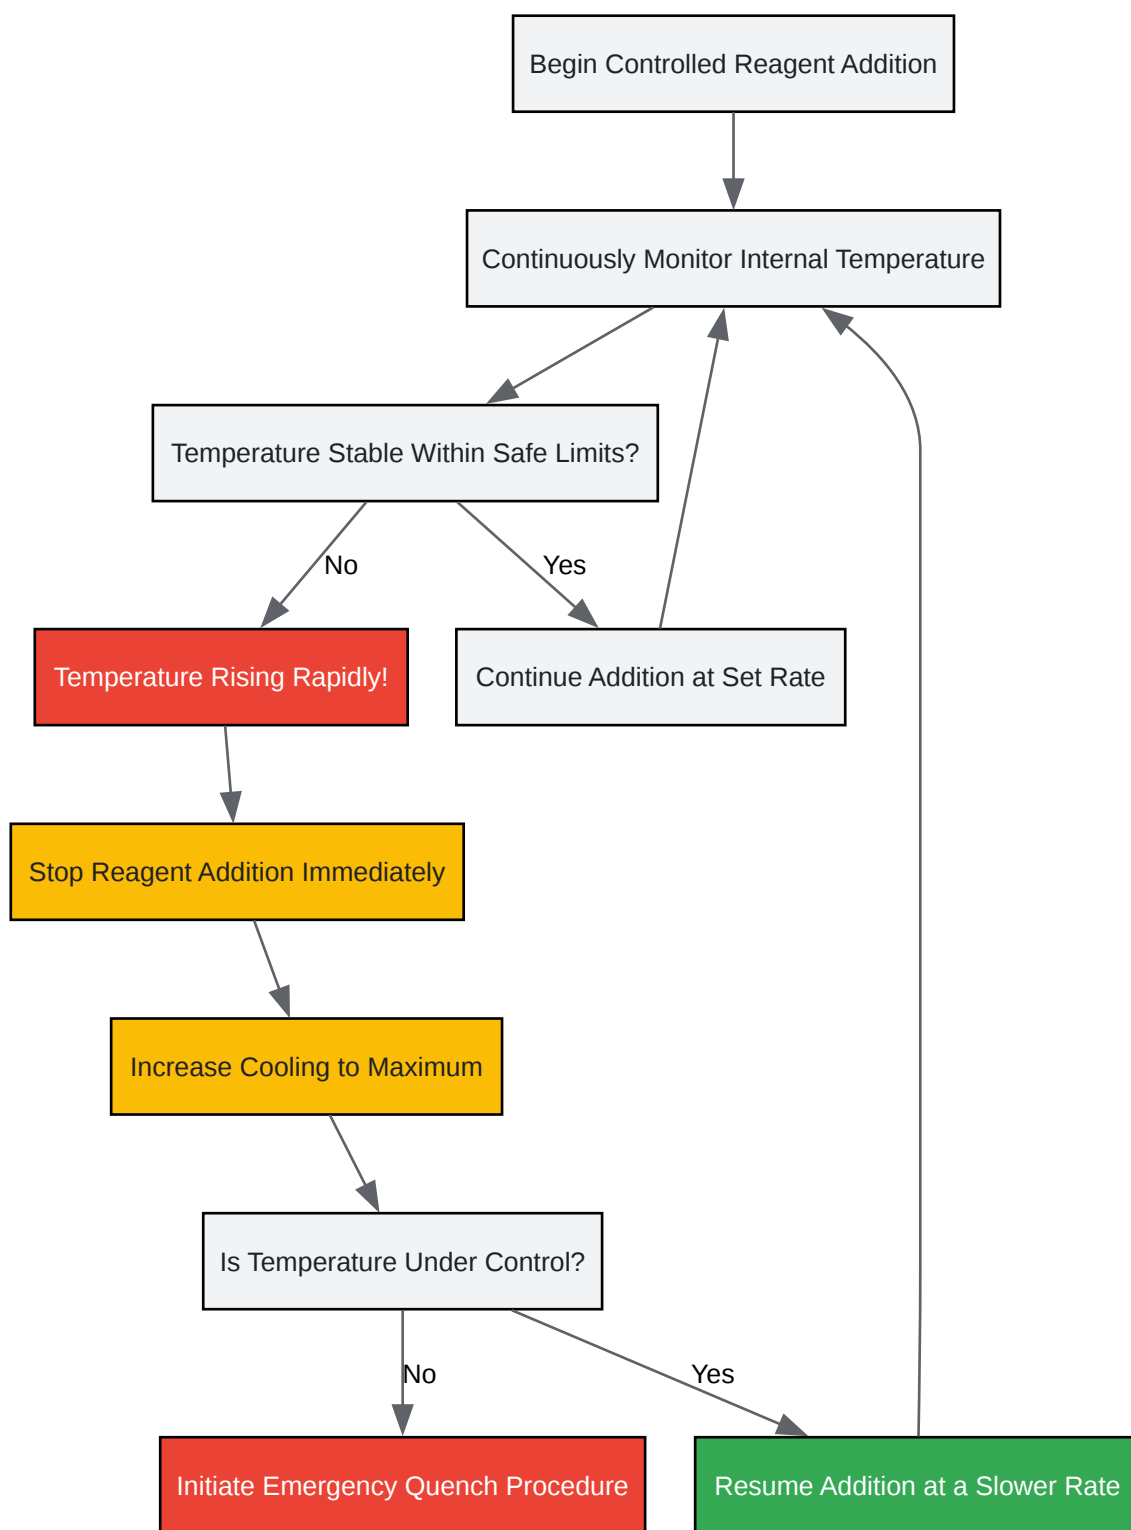 Begin Controlled Reagent Addition
Continuously Monitor Internal Temperature
Temperature Stable Within Safe Limits?
No
Yes
Temperature Rising Rapidly!
Continue Addition at Set Rate
Stop Reagent Addition Immediately
Increase Cooling to Maximum
Is Temperature Under Control?
No
Yes
Initiate Emergency Quench Procedure
Resume Addition at a Slower Rate